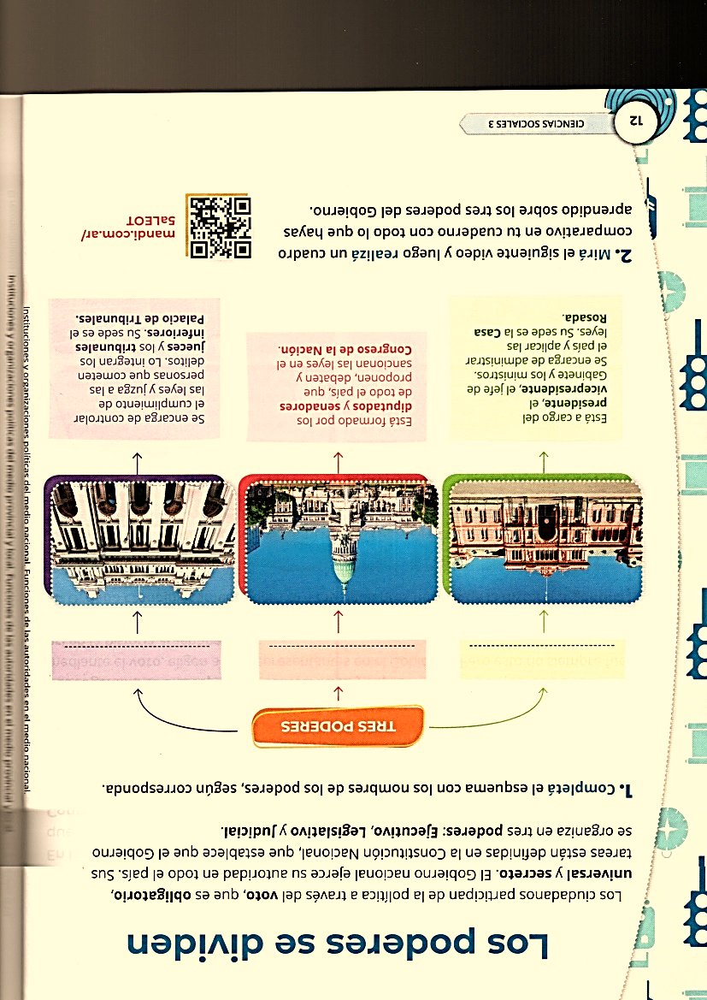 Los poderes se dividen
Los ciudadanos participan de la política a través del voto, que es obligatorio,
universal y secreto. El Gobierno nacional ejerce su autoridad en todo el país. Sus
tareas están definidas en la Constitución Nacional, que establece que el Gobierno
se organiza en tres poderes: Ejecutivo, Legislativo y Judicial.
1. Completá el esquema con los nombres de los poderes, según corresponda.
TRES PODERES
Está a cargo del
presidente, el
vicepresidente, el jefe de
Gabinete y los ministros.
Se encarga de administrar
el país y aplicar las
leyes. Su sede es la Casa
Rosada.
Está formado por los
diputados y senadores
de todo el país, que
proponen, debaten y
sancionan las leyes en el
Congreso de la Nación.
Se encarga de controlar
el cumplimiento de
las leyes y juzga a las
personas que cometen
delitos. Lo integran los
jueces y los tribunales
inferiores. Su sede es el
Palacio de Tribunales.
2. Mirá el siguiente video y luego realizá un cuadro
comparativo en tu cuaderno con todo lo que hayas
aprendido sobre los tres poderes del Gobierno.
mandi.com.ar/
5aLEOT
12
CIENCIAS SOCIALES 3
Instituciones y organizaciones políticas del medio nacional. Funciones de las autoridades en el medio nacional.
Instituciones y organizaciones políticas del medio provincial y local. Funciones de las autoridades en el medio provincial y local.